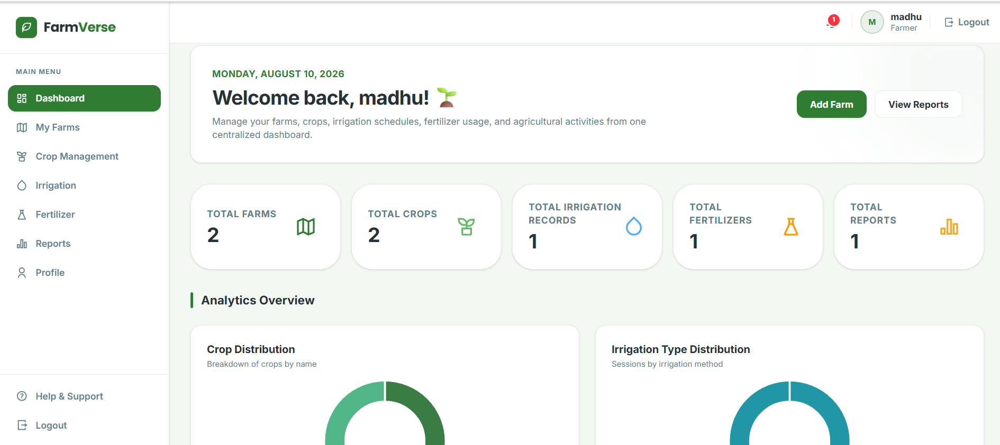 FarmVerse
MAIN MENU
Dashboard
My Farms
Crop Management
Irrigation
Fertilizer
Reports
Profile
Help & Support
Logout
1
M
madhu
Farmer
Logout
MONDAY, AUGUST 10, 2026
Welcome back, madhu! 🌱
Manage your farms, crops, irrigation schedules, fertilizer usage, and agricultural activities from one
centralized dashboard.
Add Farm
View Reports
TOTAL FARMS
2
TOTAL CROPS
2
TOTAL IRRIGATION
RECORDS
1
TOTAL
FERTILIZERS
1
TOTAL
REPORTS
1
Analytics Overview
Crop Distribution
Breakdown of crops by name
Irrigation Type Distribution
Sessions by irrigation method